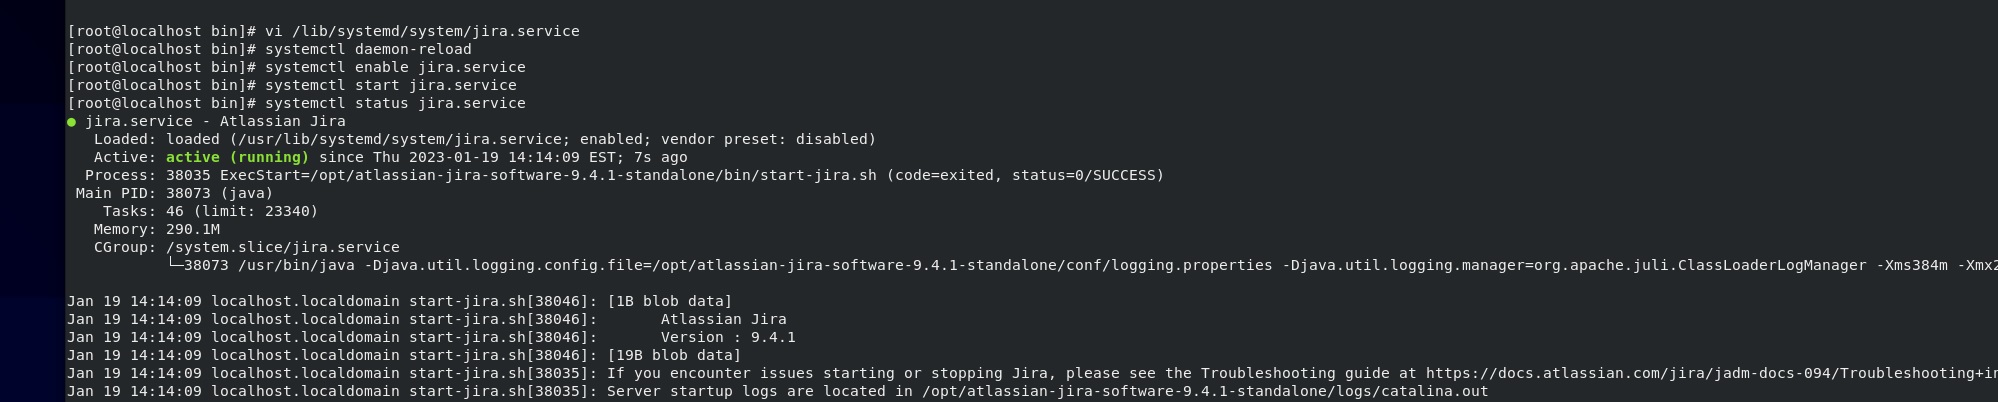 [root@localhost bin]# vi /lib/systemd/system/jira.service
[root@localhost bin]# systemctl daemon-reload
[root@localhost bin]# systemctl enable jira.service
[root@localhost bin]# systemctl start jira.service
[root@localhost bin]# systemctl status jira.service
● jira.service - Atlassian Jira
   Loaded: loaded (/usr/lib/systemd/system/jira.service; enabled; vendor preset: disabled)
   Active: active (running) since Thu 2023-01-19 14:14:09 EST; 7s ago
  Process: 38035 ExecStart=/opt/atlassian-jira-software-9.4.1-standalone/bin/start-jira.sh (code=exited, status=0/SUCCESS)
 Main PID: 38073 (java)
    Tasks: 46 (limit: 23340)
   Memory: 290.1M
   CGroup: /system.slice/jira.service
           └─38073 /usr/bin/java -Djava.util.logging.config.file=/opt/atlassian-jira-software-9.4.1-standalone/conf/logging.properties -Djava.util.logging.manager=org.apache.juli.ClassLoaderLogManager -Xms384m -Xmx2
Jan 19 14:14:09 localhost.localdomain start-jira.sh[38046]: [1B blob data]
Jan 19 14:14:09 localhost.localdomain start-jira.sh[38046]:       Atlassian Jira
Jan 19 14:14:09 localhost.localdomain start-jira.sh[38046]:       Version : 9.4.1
Jan 19 14:14:09 localhost.localdomain start-jira.sh[38046]: [19B blob data]
Jan 19 14:14:09 localhost.localdomain start-jira.sh[38035]: If you encounter issues starting or stopping Jira, please see the Troubleshooting guide at https://docs.atlassian.com/jira/jadm-docs-094/Troubleshooting+in
Jan 19 14:14:09 localhost.localdomain start-jira.sh[38035]: Server startup logs are located in /opt/atlassian-jira-software-9.4.1-standalone/logs/catalina.out